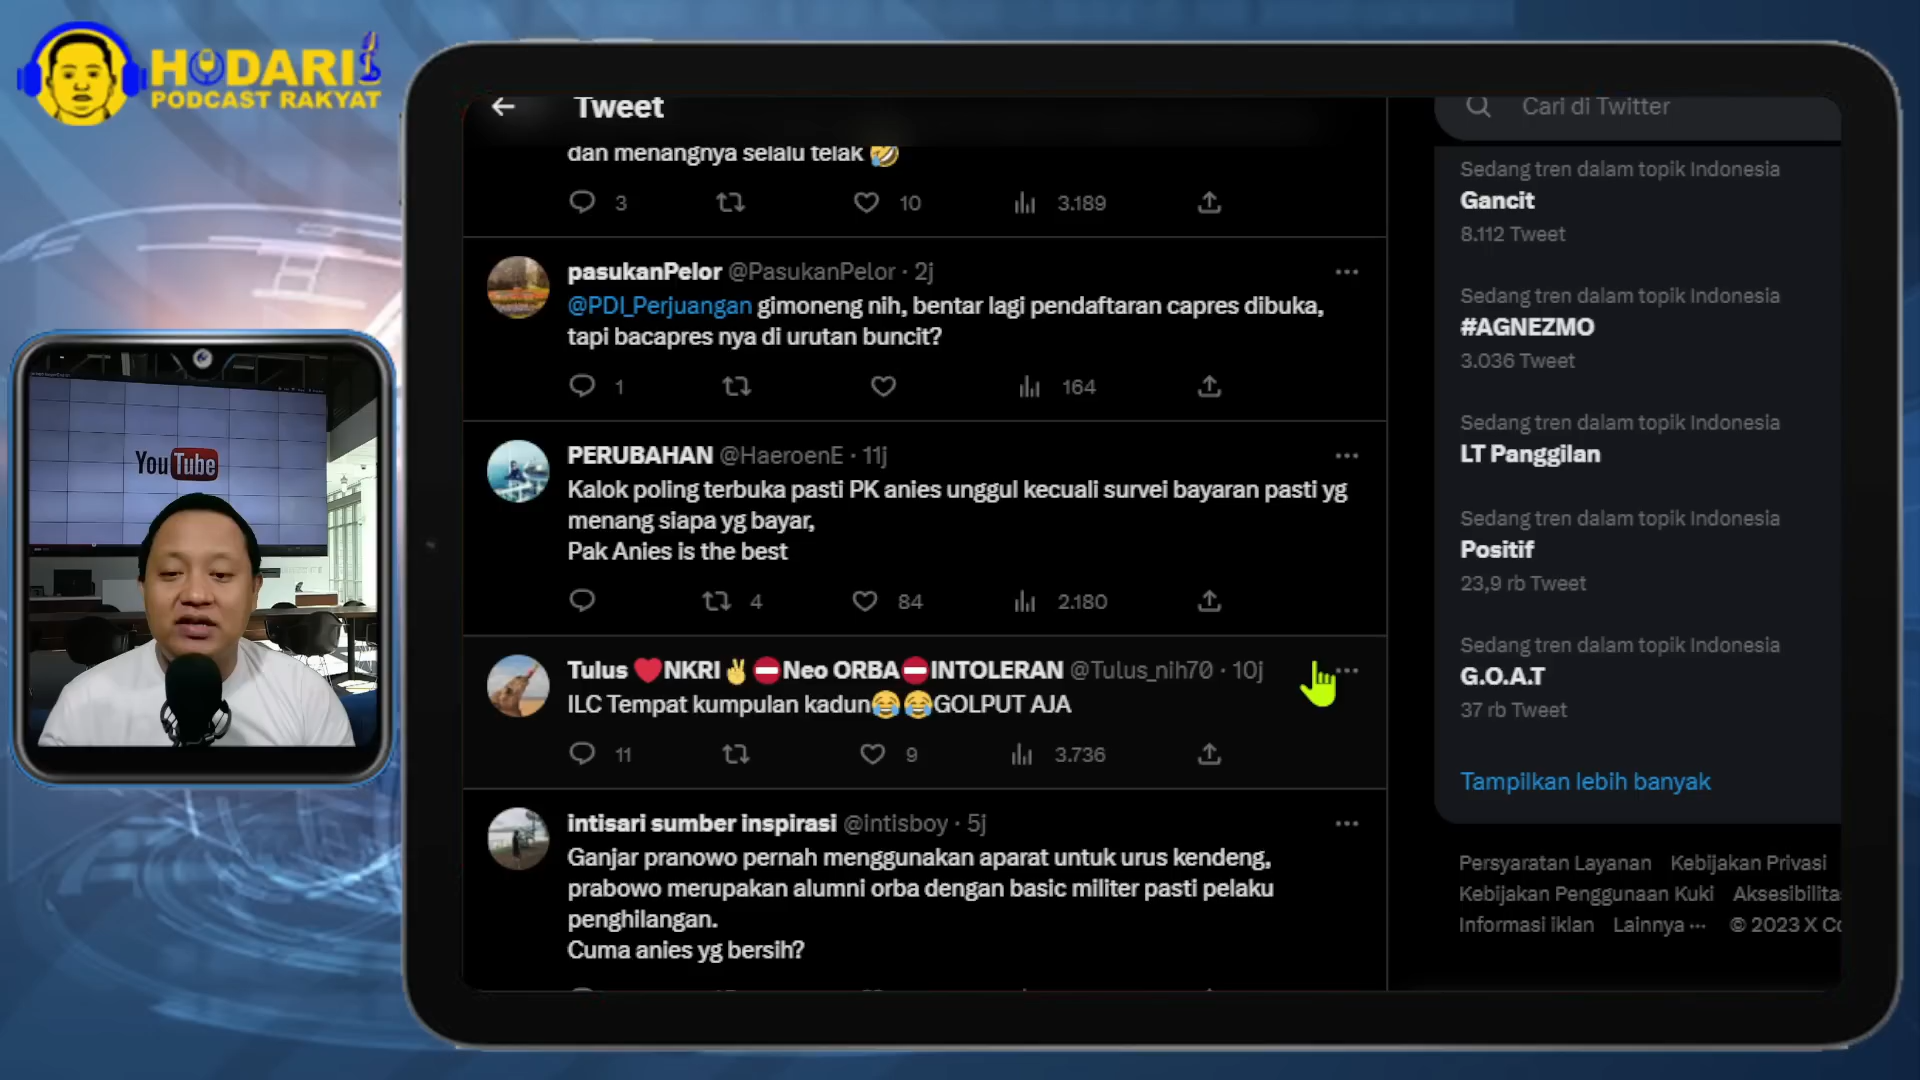 HODARI
PODCAST RAKYAT
YouTube
Tweet
Cari di Twitter
dan menangnya selalu telak 🤣
3 10 3.189
pasukanPelor @PasukanPelor · 2j
@PDI_Perjuangan gimoneng nih, bentar lagi pendaftaran capres dibuka,
tapi bacapres nya di urutan buncit?
1 164
PERUBAHAN @HaeroenE · 11j
Kalok poling terbuka pasti PK anies unggul kecuali survei bayaran pasti yg
menang siapa yg bayar,
Pak Anies is the best
4 84 2.180
Tulus ❤️NKRI✌️⛔Neo ORBA⛔INTOLERAN @Tulus_nih70 · 10j
ILC Tempat kumpulan kadun😂😂GOLPUT AJA
11 9 3.736
intisari sumber inspirasi @intisboy · 5j
Ganjar pranowo pernah menggunakan aparat untuk urus kendeng,
prabowo merupakan alumni orba dengan basic militer pasti pelaku
penghilangan.
Cuma anies yg bersih?
Sedang tren dalam topik Indonesia
Gancit
8.112 Tweet
Sedang tren dalam topik Indonesia
#AGNEZMO
3.036 Tweet
Sedang tren dalam topik Indonesia
LT Panggilan
Sedang tren dalam topik Indonesia
Positif
23,9 rb Tweet
Sedang tren dalam topik Indonesia
G.O.A.T
37 rb Tweet
Tampilkan lebih banyak
Persyaratan Layanan Kebijakan Privasi
Kebijakan Penggunaan Kuki Aksesibilita
Informasi iklan Lainnya ··· © 2023 X Co